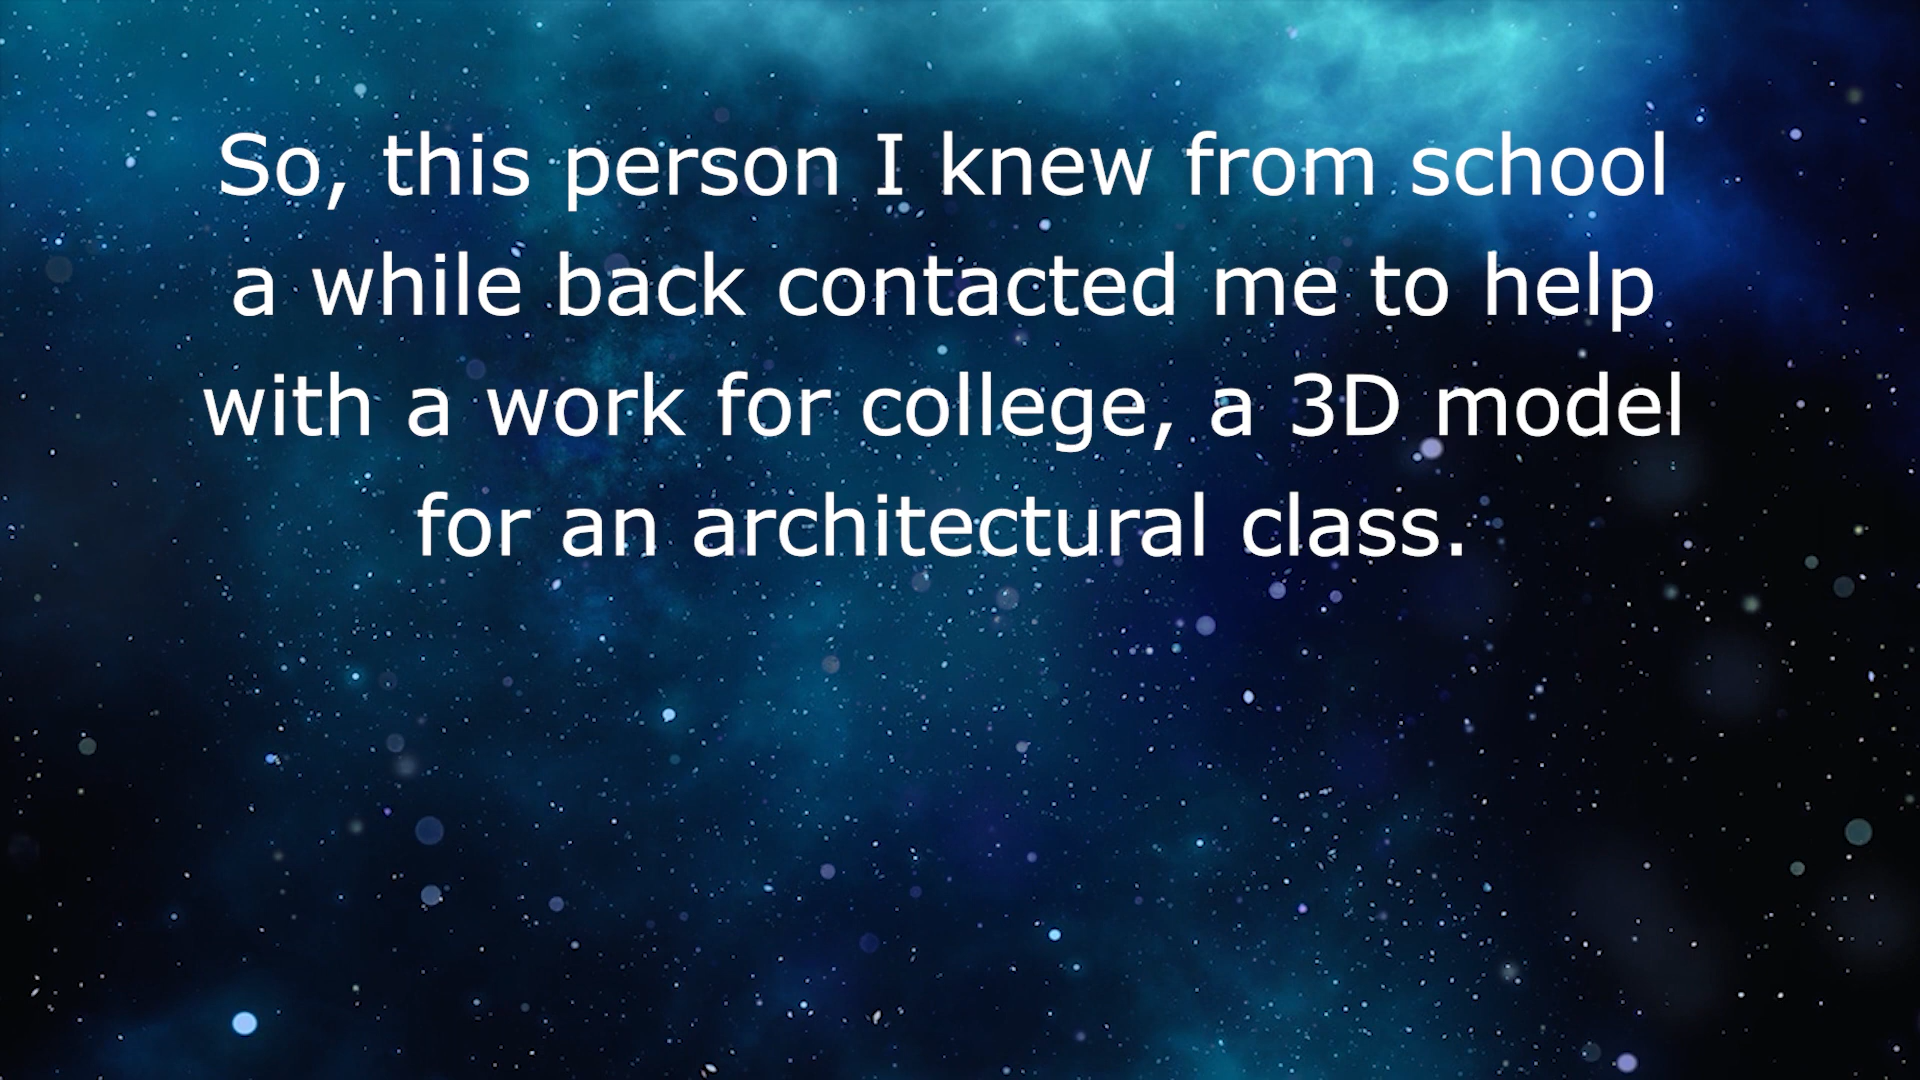 So, this person I knew from school
a while back contacted me to help
with a work for college, a 3D model
for an architectural class.